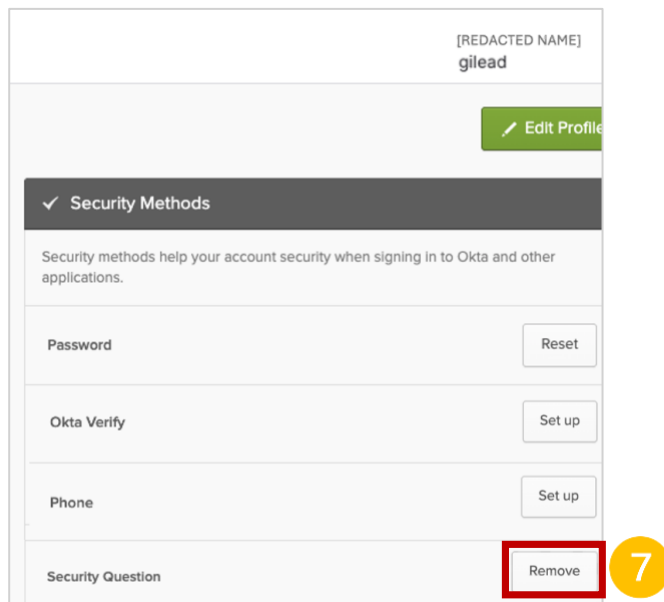 [REDACTED NAME]
gilead
Edit Profile
Security Methods
Security methods help your account security when signing in to Okta and other
applications.
Password Reset
Okta Verify Set up
Phone Set up
Security Question Remove
7